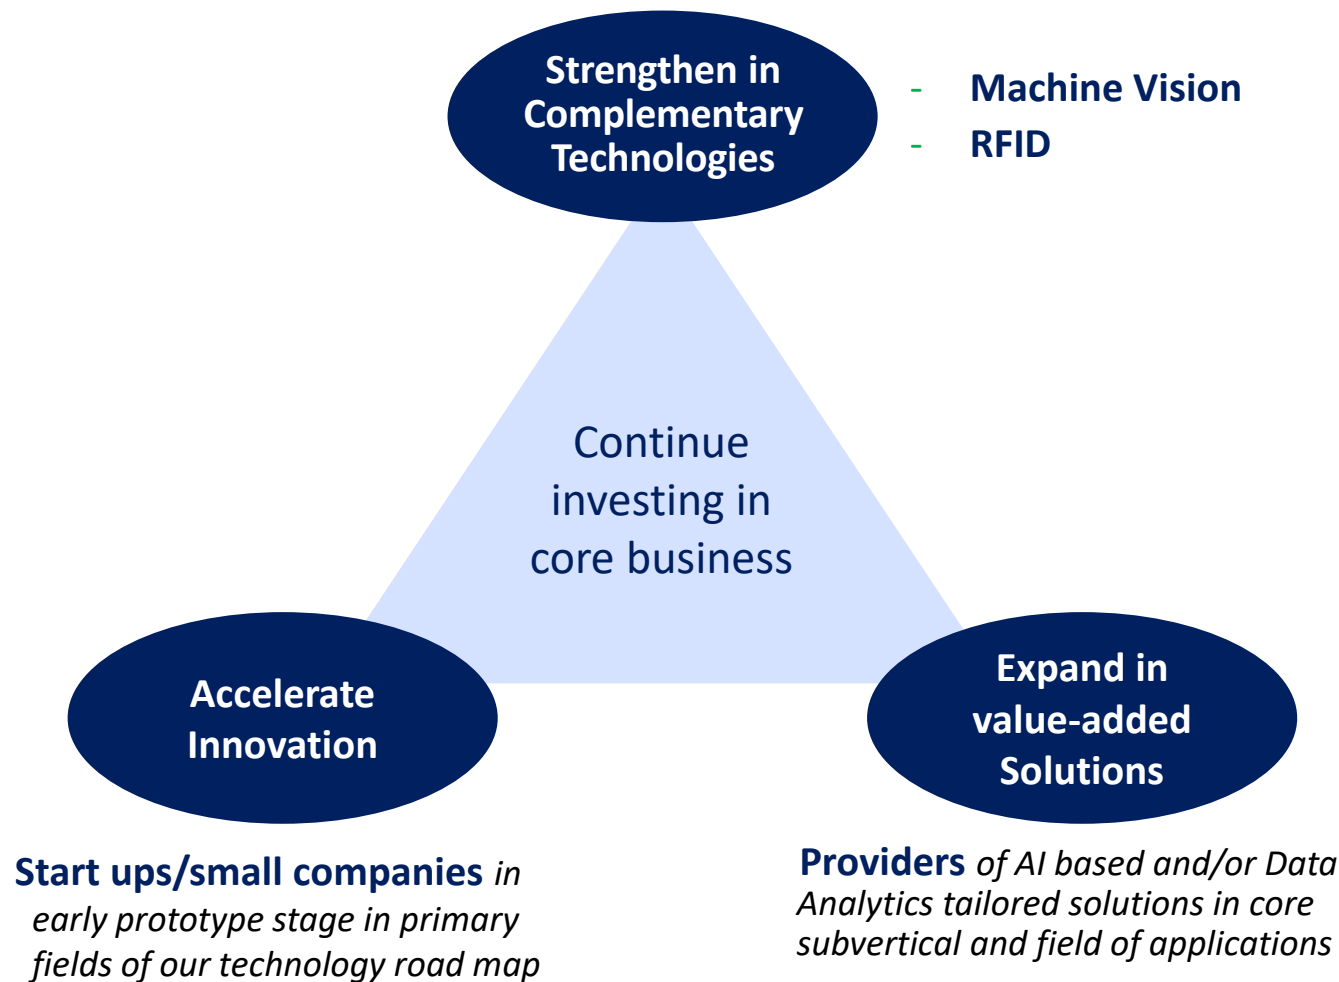 Strengthen in
Complementary
Technologies
- Machine Vision
- RFID
Continue
investing in
core business
Accelerate
Innovation
Expand in
value-added
Solutions
Start ups/small companies in
early prototype stage in primary
fields of our technology road map
Providers of AI based and/or Data
Analytics tailored solutions in core
subvertical and field of applications